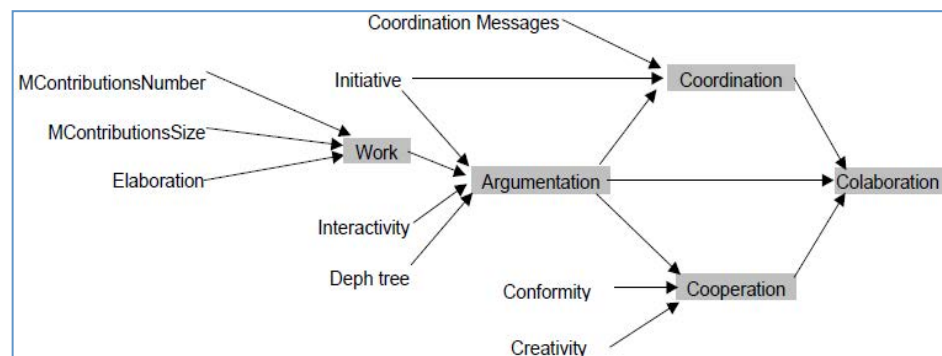 Coordination Messages
MContributionsNumber
Initiative
Coordination
MContributionsSize
Work
Elaboration
Argumentation
Colaboration
Interactivity
Deph tree
Conformity
Cooperation
Creativity